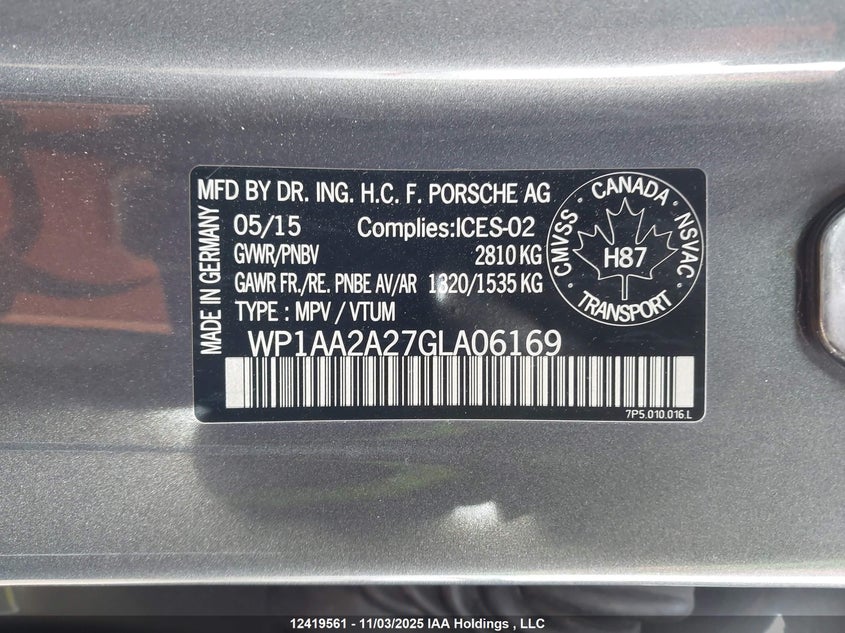 MFD BY DR. ING. H.C. F. PORSCHE AG
MADE IN GERMANY
05/15 Complies:ICES-02
GWR/PNBV 2810 KG
GAWR FR./RE. PNBE AV/AR 1320/1535 KG
TYPE : MPV / VTUM
WP1AA2A27GLA06169
7P5.010.016.L
CMVSS · CANADA · NSVAC
H87
TRANSPORT
12419561 - 11/03/2025 IAA Holdings , LLC